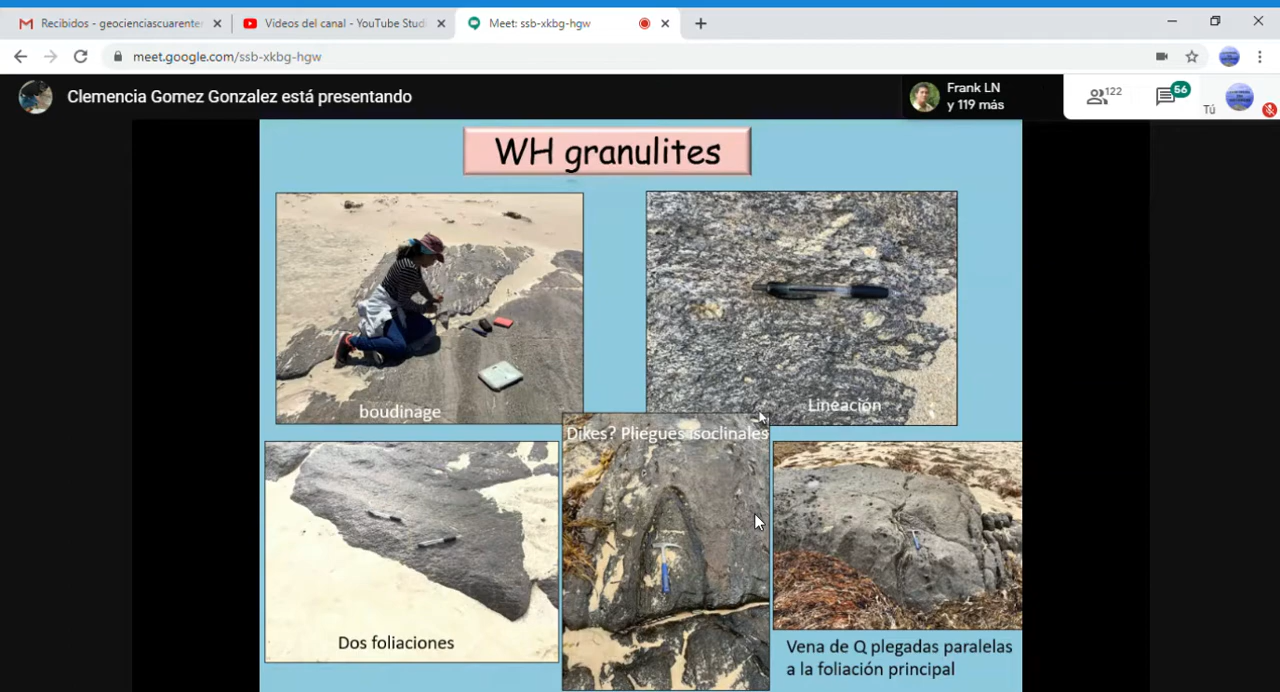 Recibidos - geocienciascuarente
Videos del canal - YouTube Studi
Meet: ssb-xkbg-hgw
meet.google.com/ssb-xkbg-hgw
Clemencia Gomez Gonzalez está presentando
Frank LN
y 119 más
122
56
Tú
WH granulites
boudinage
Lineación
Dikes? Pliegues isoclinales
Dos foliaciones
Vena de Q plegadas paralelas
a la foliación principal